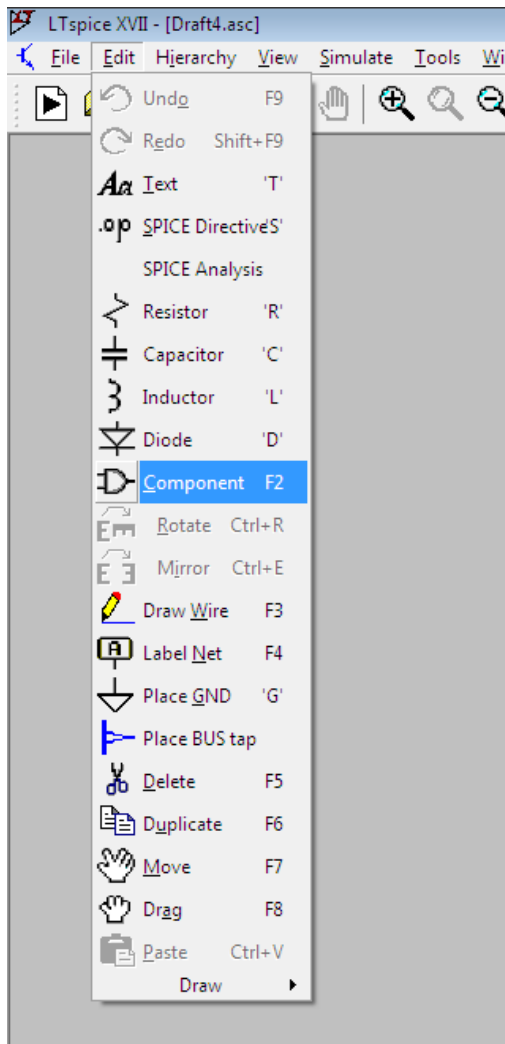 LTspice XVII - [Draft4.asc]
File Edit Hierarchy View Simulate Tools Wi
Undo F9
Redo Shift+F9
Aa Text 'T'
.op SPICE Directive'S'
SPICE Analysis
Resistor 'R'
Capacitor 'C'
Inductor 'L'
Diode 'D'
Component F2
Rotate Ctrl+R
Mirror Ctrl+E
Draw Wire F3
A Label Net F4
Place GND 'G'
Place BUS tap
Delete F5
Duplicate F6
Move F7
Drag F8
Paste Ctrl+V
Draw